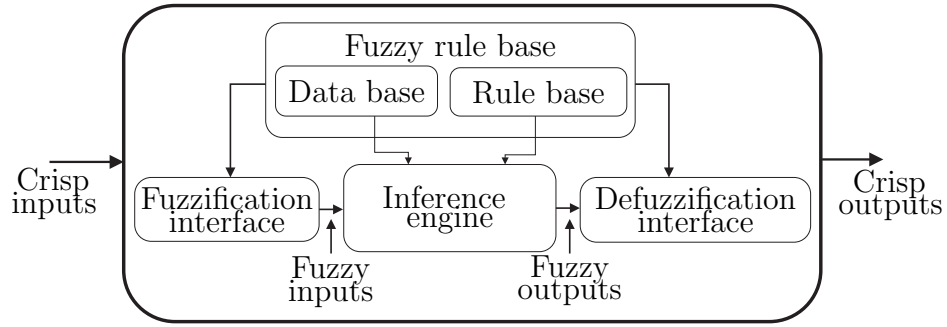 Fuzzy rule base
Data base
Rule base
Crisp
inputs
Fuzzification
interface
Inference
engine
Defuzzification
interface
Crisp
outputs
Fuzzy
inputs
Fuzzy
outputs